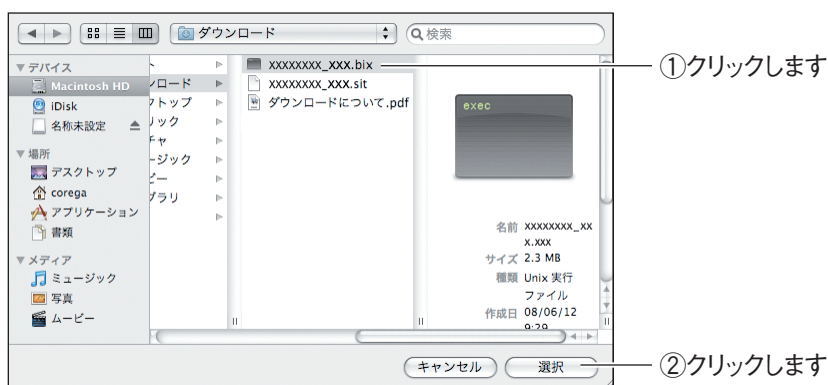 ダウンロード
検索
デバイス
Macintosh HD
iDisk
名称未設定
場所
デスクトップ
corega
アプリケーション
書類
メディア
ミュージック
写真
ムービー
ンロード
クトップ
リック
チャ
ージック
ビー
ブラリ
XXXXXXXX_XXX.bix
XXXXXXXX_XXX.sit
ダウンロードについて.pdf
exec
名前 XXXXXXXX_XX
X.XXX
サイズ 2.3 MB
種類 Unix 実行
ファイル
作成日 08/06/12
9:29
キャンセル
選択
①クリックします
②クリックします